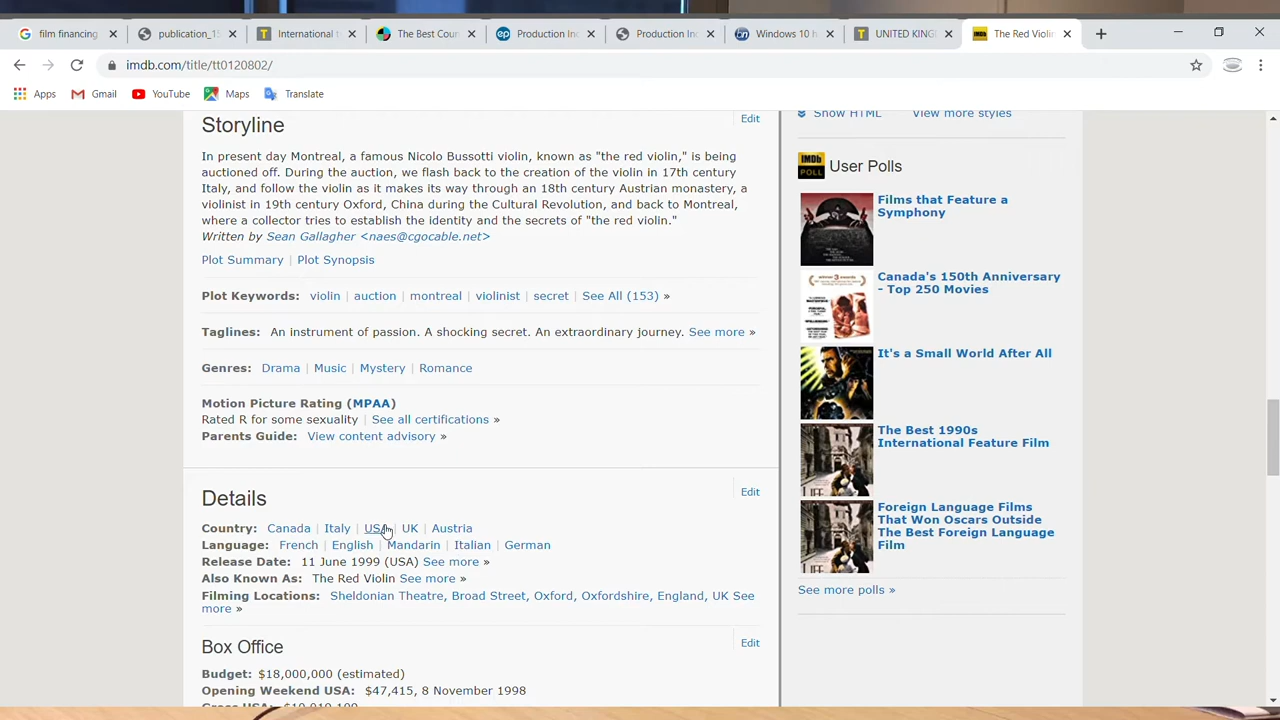 film financing
publication_1
International t
The Best Coun
Production Inc
Production Inc
Windows 10 h
UNITED KING
The Red Violin
imdb.com/title/tt0120802/
Apps Gmail YouTube Maps Translate
Show HTML View more styles
Storyline
Edit
In present day Montreal, a famous Nicolo Bussotti violin, known as "the red violin," is being
auctioned off. During the auction, we flash back to the creation of the violin in 17th century
Italy, and follow the violin as it makes its way through an 18th century Austrian monastery, a
violinist in 19th century Oxford, China during the Cultural Revolution, and back to Montreal,
where a collector tries to establish the identity and the secrets of "the red violin."
Written by Sean Gallagher <naes@cgocable.net>
Plot Summary | Plot Synopsis
Plot Keywords: violin | auction | montreal | violinist | secret | See All (153) »
Taglines: An instrument of passion. A shocking secret. An extraordinary journey. See more »
Genres: Drama | Music | Mystery | Romance
Motion Picture Rating (MPAA)
Rated R for some sexuality | See all certifications »
Parents Guide: View content advisory »
Details
Edit
Country: Canada | Italy | USA | UK | Austria
Language: French | English | Mandarin | Italian | German
Release Date: 11 June 1999 (USA) See more »
Also Known As: The Red Violin See more »
Filming Locations: Sheldonian Theatre, Broad Street, Oxford, Oxfordshire, England, UK See
more »
Box Office
Edit
Budget: $18,000,000 (estimated)
Opening Weekend USA: $47,415, 8 November 1998
IMDb
POLL
User Polls
Films that Feature a
Symphony
Canada's 150th Anniversary
- Top 250 Movies
It's a Small World After All
The Best 1990s
International Feature Film
Foreign Language Films
That Won Oscars Outside
The Best Foreign Language
Film
See more polls »